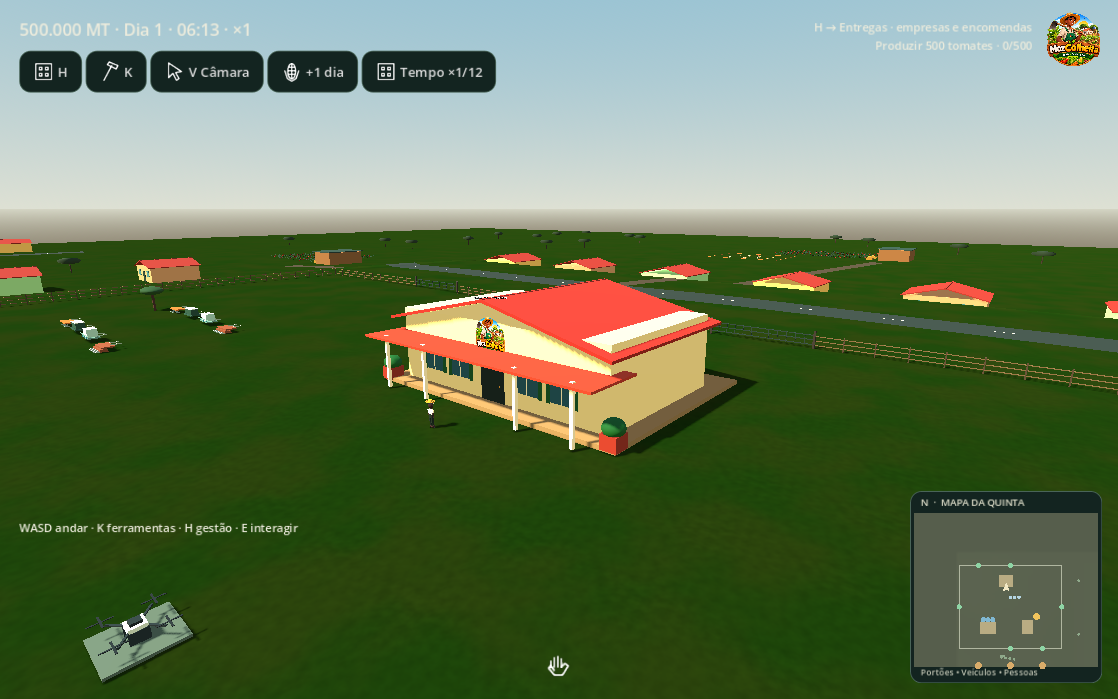 500.000 MT · Dia 1 · 06:13 · ×1
H → Entregas · empresas e encomendas
Produzir 500 tomates · 0/500
MozColheita
H
K
V Câmara
+1 dia
Tempo ×1/12
WASD andar · K ferramentas · H gestão · E interagir
N · MAPA DA QUINTA
Portões • Veículos • Pessoas